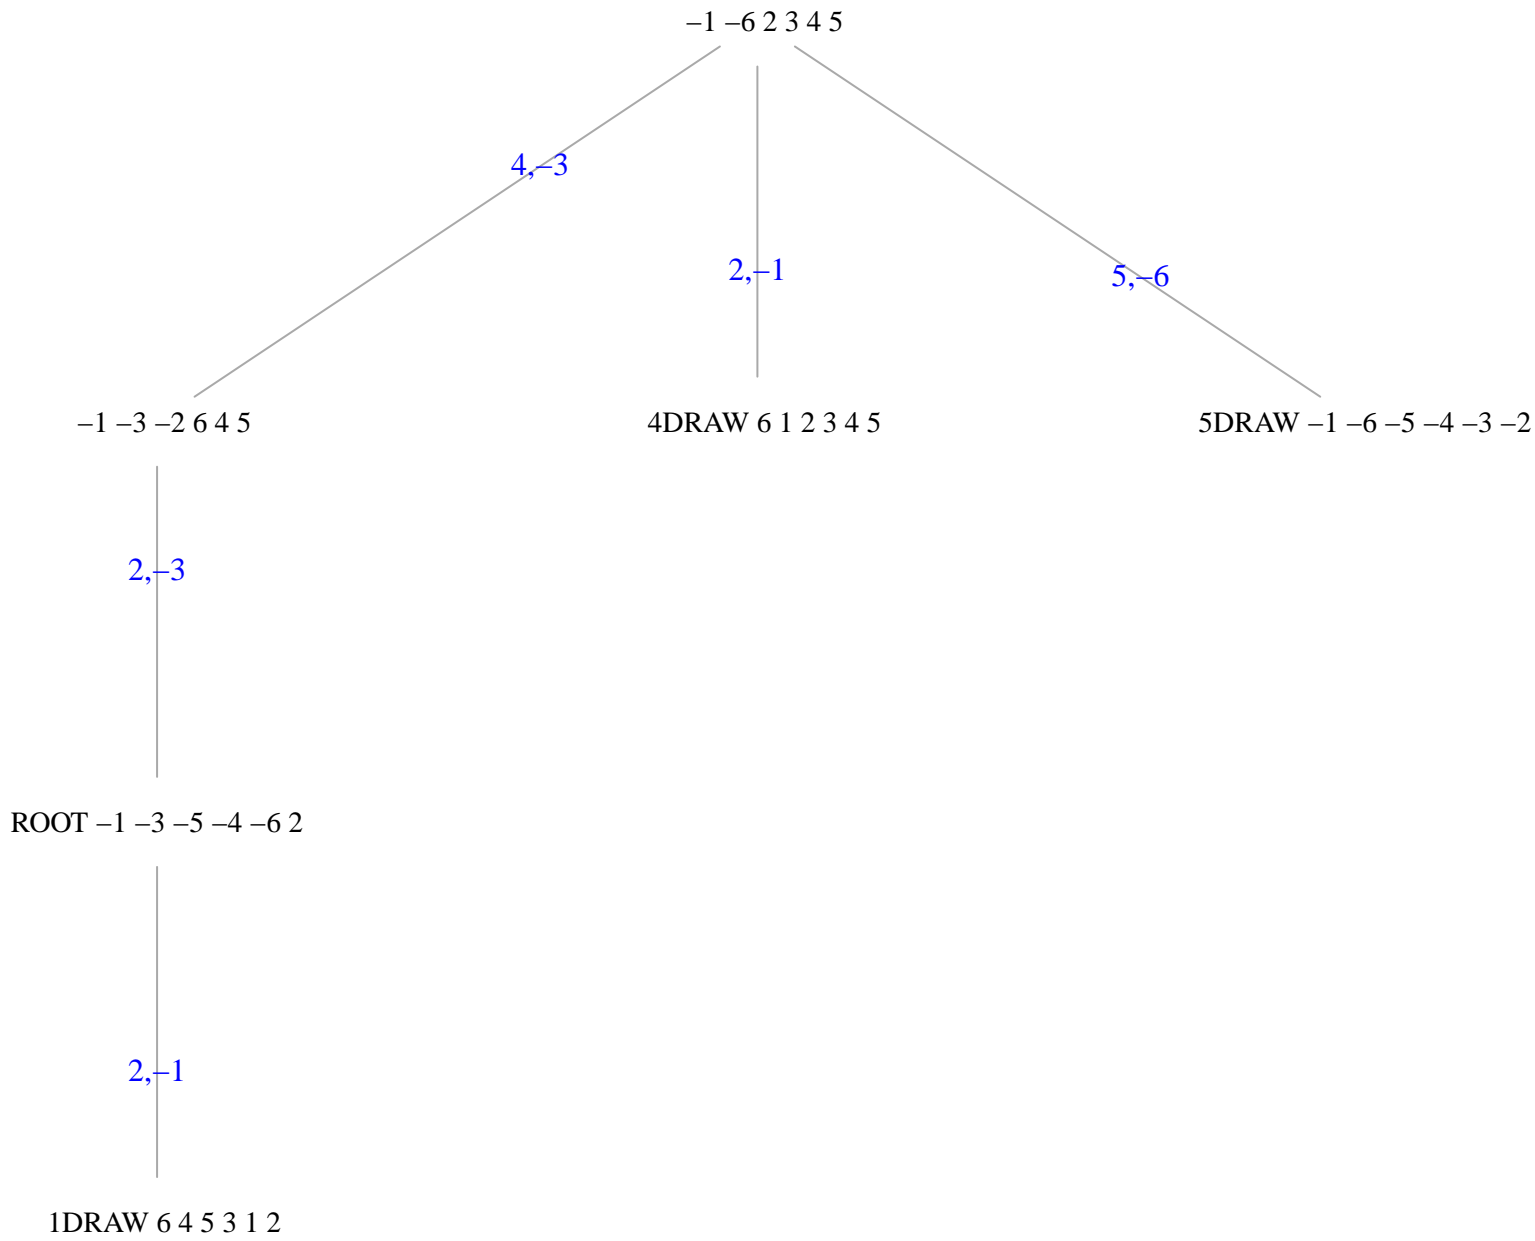 –1 –6 2 3 4 5
4,–3
2,–1
5,–6
–1 –3 –2 6 4 5
4DRAW 6 1 2 3 4 5
5DRAW –1 –6 –5 –4 –3 –2
2,–3
ROOT –1 –3 –5 –4 –6 2
2,–1
1DRAW 6 4 5 3 1 2